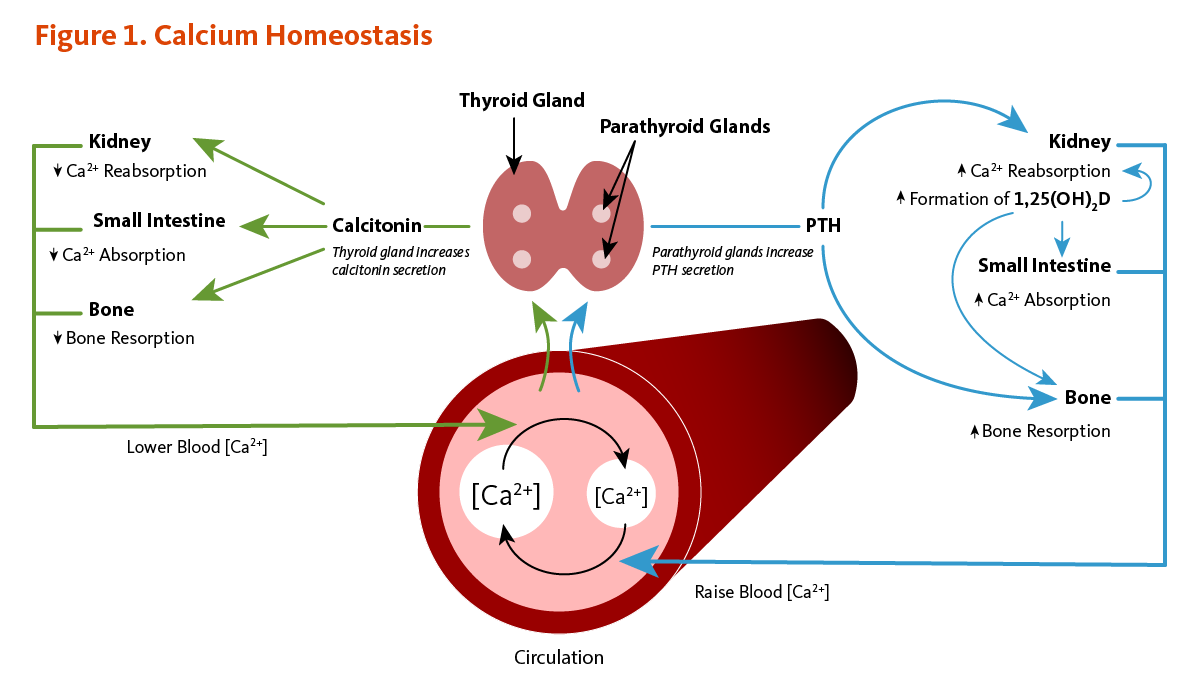 Figure 1. Calcium Homeostasis
Thyroid Gland
Parathyroid Glands
Kidney
↓ Ca²⁺ Reabsorption
Small Intestine
↓ Ca²⁺ Absorption
Bone
↓ Bone Resorption
Calcitonin
Thyroid gland increases
calcitonin secretion
PTH
Parathyroid glands increase
PTH secretion
Kidney
↑ Ca²⁺ Reabsorption
↑ Formation of 1,25(OH)₂D
Small Intestine
↑ Ca²⁺ Absorption
Bone
↑ Bone Resorption
Lower Blood [Ca²⁺]
[Ca²⁺]
[Ca²⁺]
Raise Blood [Ca²⁺]
Circulation